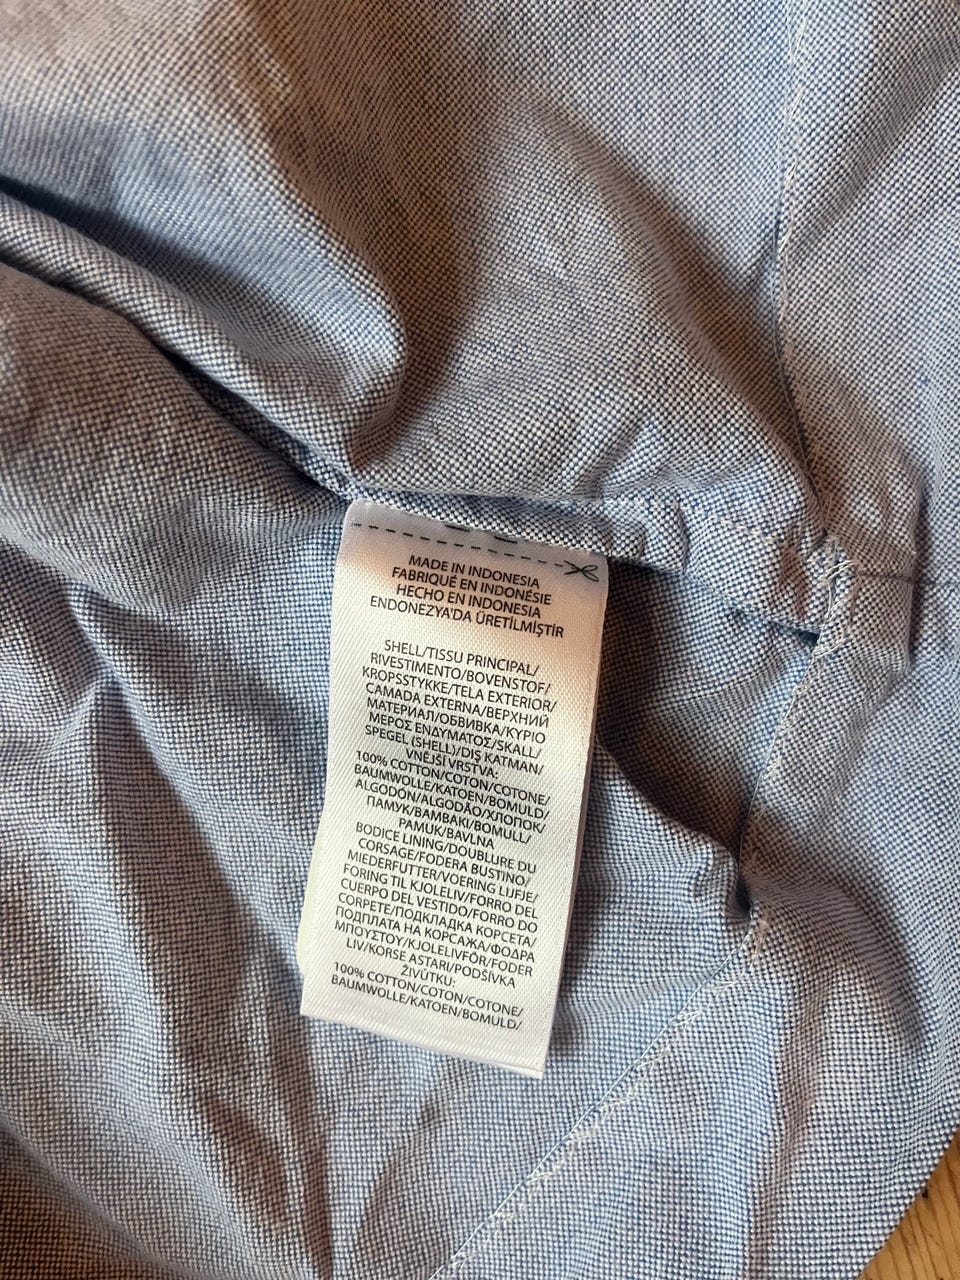 MADE IN INDONESIA
FABRIQUÉ EN INDONÉSIE
HECHO EN INDONESIA
ENDONEZYA'DA ÜRETİLMİŞTİR
SHELL/TISSU PRINCIPAL/
RIVESTIMENTO/BOVENSTOF/
KROPSSTYKKE/TELA EXTERIOR/
CAMADA EXTERNA/ВЕРХНИЙ
МАТЕРИАЛ/ОБВИВКА/ΚΥΡΙΟ
ΜΕΡΟΣ ΕΝΔΥΜΑΤΟΣ/SKALL/
SPEGEL (SHELL)/DIŞ KATMAN/
VNĚJŠÍ VRSTVA:
100% COTTON/COTON/COTONE/
BAUMWOLLE/KATOEN/BOMULD/
ALGODÓN/ALGODÃO/ХЛОПОК/
ПАМУК/ΒΑΜΒΑΚΙ/BOMULL/
PAMUK/BAVLNA
BODICE LINING/DOUBLURE DU
CORSAGE/FODERA BUSTINO/
MIEDERFUTTER/VOERING LIJFJE/
FORING TIL KJOLELIV/FORRO DEL
CUERPO DEL VESTIDO/FORRO DO
CORPETE/ПОДКЛАДКА КОРСЕТА/
ПОДПЛАТА НА КОРСАЖА/ΦΟΔΡΑ
ΜΠΟΥΣΤΟΥ/KJOLELIVFÔR/FODER
LIV/KORSE ASTARI/PODŠÍVKA
ŽIVŮTKU:
100% COTTON/COTON/COTONE/
BAUMWOLLE/KATOEN/BOMULD/